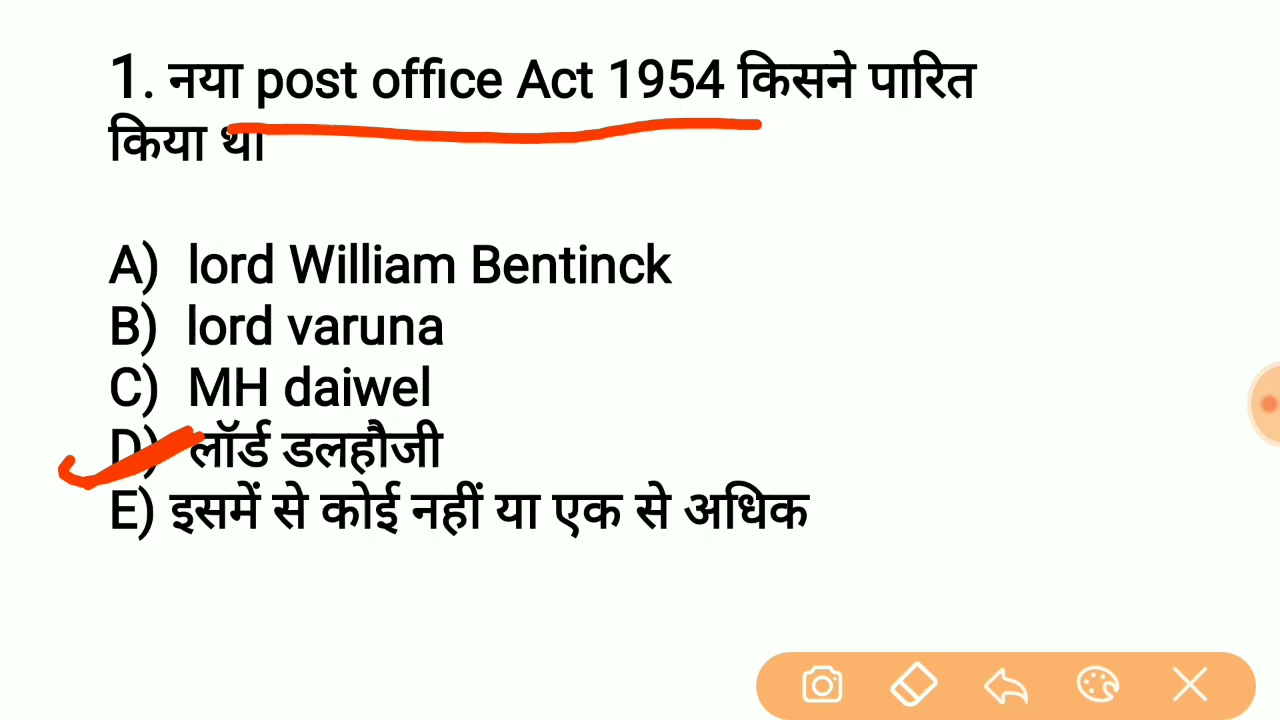 1. नया post office Act 1954 किसने पारित
किया था
A) lord William Bentinck
B) lord varuna
C) MH daiwel
D) लॉर्ड डलहौजी
E) इसमें से कोई नहीं या एक से अधिक